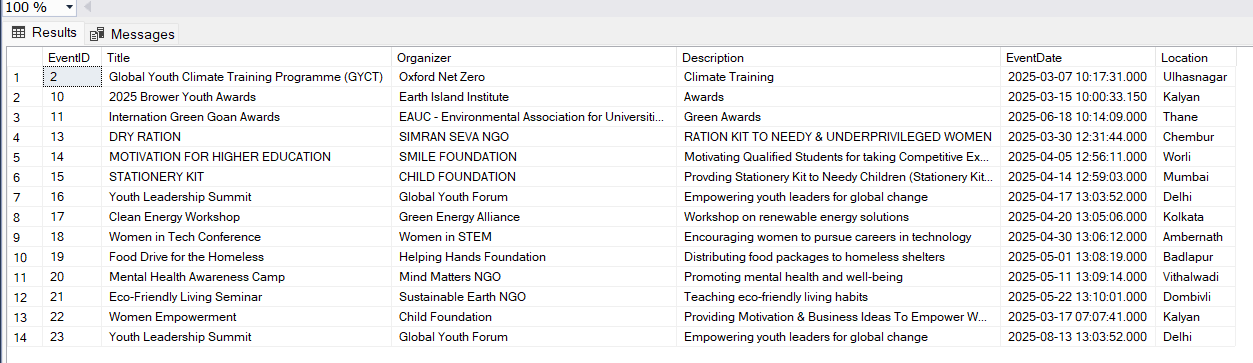 100 %
Results Messages
EventID Title Organizer Description EventDate Location
1 2 Global Youth Climate Training Programme (GYCT) Oxford Net Zero Climate Training 2025-03-07 10:17:31.000 Ulhasnagar
2 10 2025 Brower Youth Awards Earth Island Institute Awards 2025-03-15 10:00:33.150 Kalyan
3 11 Internation Green Goan Awards EAUC - Environmental Association for Universiti... Green Awards 2025-06-18 10:14:09.000 Thane
4 13 DRY RATION SIMRAN SEVA NGO RATION KIT TO NEEDY & UNDERPRIVILEGED WOMEN 2025-03-30 12:31:44.000 Chembur
5 14 MOTIVATION FOR HIGHER EDUCATION SMILE FOUNDATION Motivating Qualified Students for taking Competitive Ex... 2025-04-05 12:56:11.000 Worli
6 15 STATIONERY KIT CHILD FOUNDATION Provding Stationery Kit to Needy Children (Stationery Kit... 2025-04-14 12:59:03.000 Mumbai
7 16 Youth Leadership Summit Global Youth Forum Empowering youth leaders for global change 2025-04-17 13:03:52.000 Delhi
8 17 Clean Energy Workshop Green Energy Alliance Workshop on renewable energy solutions 2025-04-20 13:05:06.000 Kolkata
9 18 Women in Tech Conference Women in STEM Encouraging women to pursue careers in technology 2025-04-30 13:06:12.000 Ambernath
10 19 Food Drive for the Homeless Helping Hands Foundation Distributing food packages to homeless shelters 2025-05-01 13:08:19.000 Badlapur
11 20 Mental Health Awareness Camp Mind Matters NGO Promoting mental health and well-being 2025-05-11 13:09:14.000 Vithalwadi
12 21 Eco-Friendly Living Seminar Sustainable Earth NGO Teaching eco-friendly living habits 2025-05-22 13:10:01.000 Dombivli
13 22 Women Empowerment Child Foundation Providing Motivation & Business Ideas To Empower W... 2025-03-17 07:07:41.000 Kalyan
14 23 Youth Leadership Summit Global Youth Forum Empowering youth leaders for global change 2025-08-13 13:03:52.000 Delhi